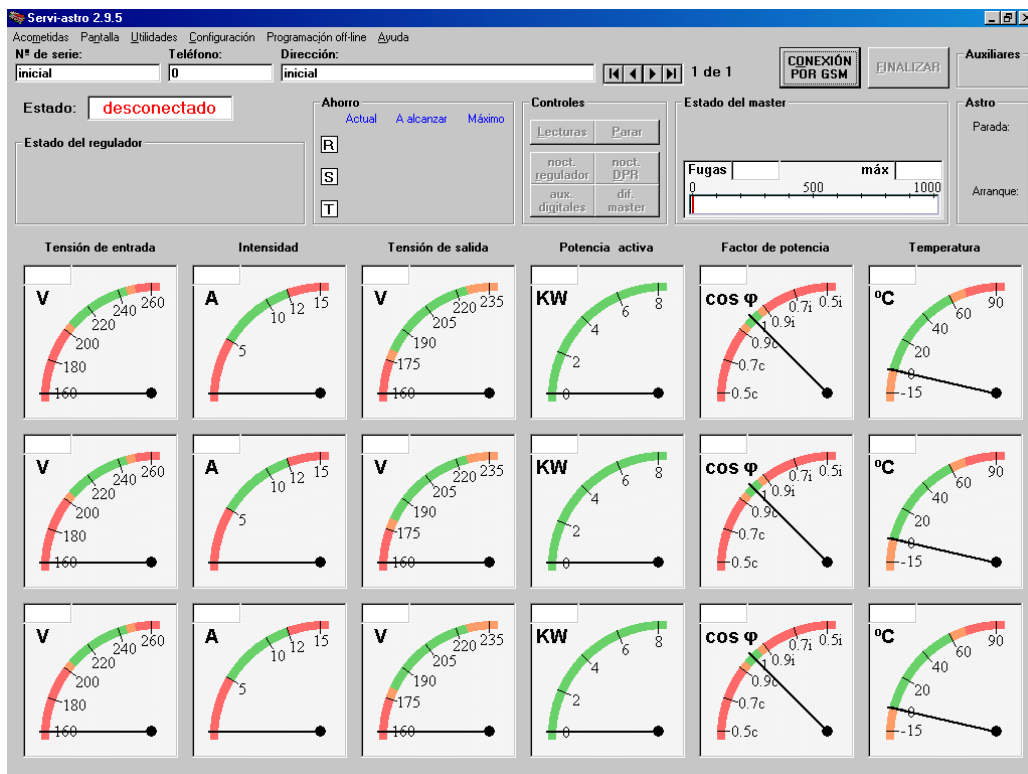 Servi-astro 2.9.5
Acometidas Pantalla Utilidades Configuración Programación off-line Ayuda
Nª de serie: Teléfono: Dirección:
inicial 0 inicial 1 de 1 CONEXIÓN POR GSM FINALIZAR Auxiliares
Estado: desconectado
Estado del regulador
Ahorro
Actual A alcanzar Máximo
R
S
T
Controles
Lecturas Parar
noct. regulador noct. DPR
aux. digitales dif. master
Estado del master
Fugas máx
0 500 1000
Astro
Parada:
Arranque:
Tensión de entrada Intensidad Tensión de salida Potencia activa Factor de potencia Temperatura
V 160 180 200 220 240 260
A 5 10 12 15
V 160 175 190 205 220 235
KW 0 2 4 6 8
cos φ 0.5c 0.7c 0.9c 1 0.9i 0.7i 0.5i
ºC -15 0 20 40 60 90
V 160 180 200 220 240 260
A 5 10 12 15
V 160 175 190 205 220 235
KW 0 2 4 6 8
cos φ 0.5c 0.7c 0.9c 1 0.9i 0.7i 0.5i
ºC -15 0 20 40 60 90
V 160 180 200 220 240 260
A 5 10 12 15
V 160 175 190 205 220 235
KW 0 2 4 6 8
cos φ 0.5c 0.7c 0.9c 1 0.9i 0.7i 0.5i
ºC -15 0 20 40 60 90